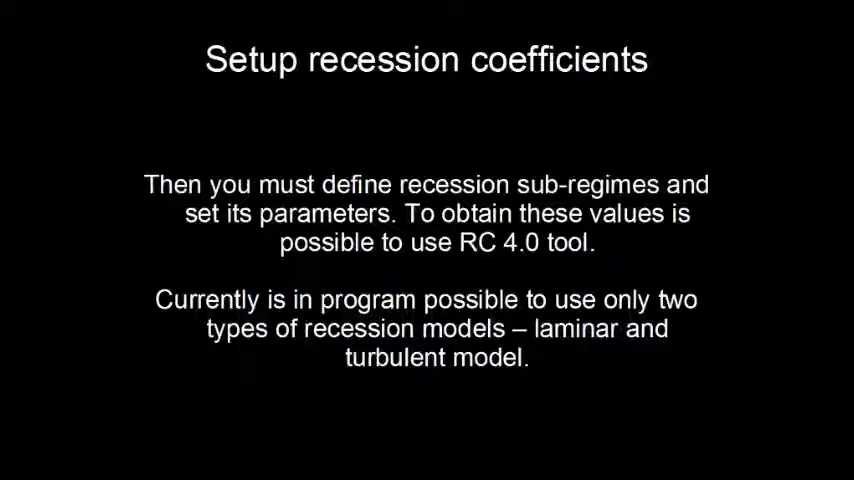 Setup recession coefficients
Then you must define recession sub-regimes and
set its parameters. To obtain these values is
possible to use RC 4.0 tool.
Currently is in program possible to use only two
types of recession models – laminar and
turbulent model.